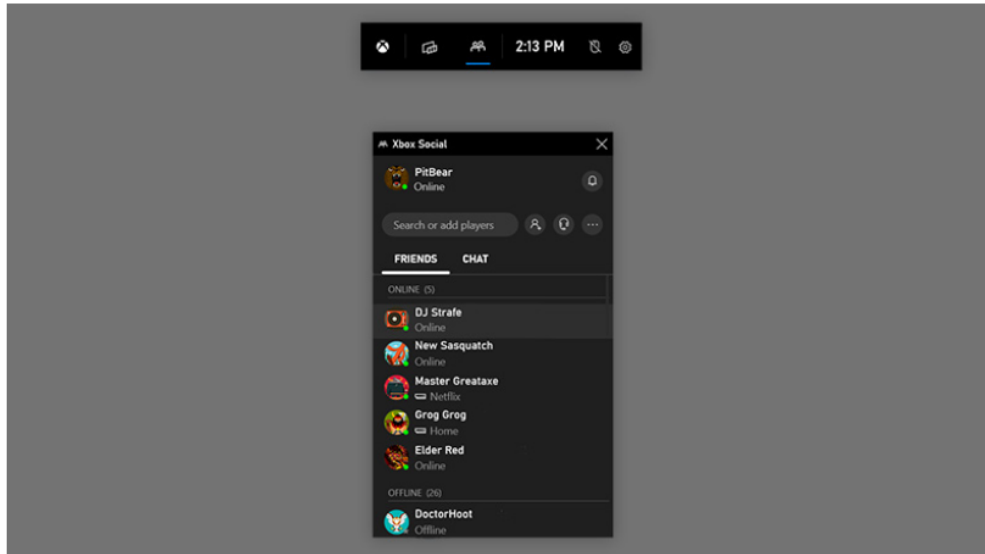 2:13 PM
Xbox Social
PitBear
Online
Search or add players
FRIENDS CHAT
ONLINE (5)
DJ Strafe
Online
New Sasquatch
Online
Master Greataxe
Netflix
Grog Grog
Home
Elder Red
Online
OFFLINE (26)
DoctorHoot
Offline